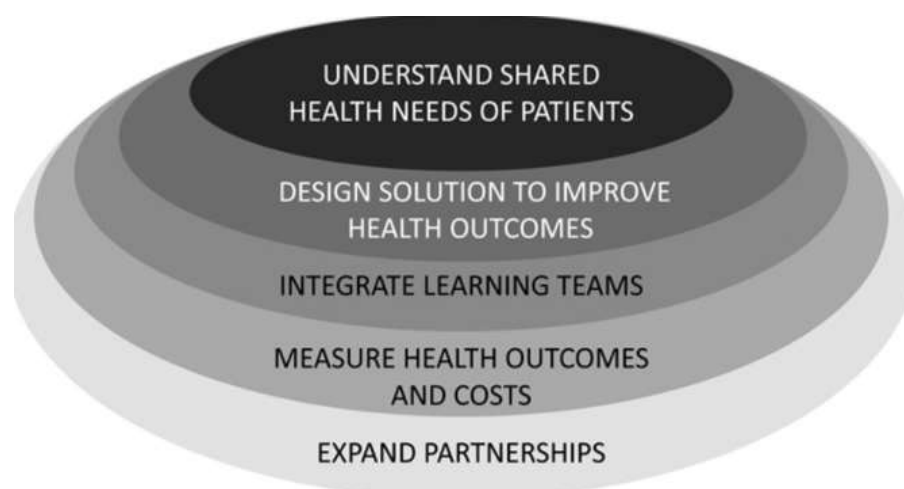 UNDERSTAND SHARED
HEALTH NEEDS OF PATIENTS
DESIGN SOLUTION TO IMPROVE
HEALTH OUTCOMES
INTEGRATE LEARNING TEAMS
MEASURE HEALTH OUTCOMES
AND COSTS
EXPAND PARTNERSHIPS